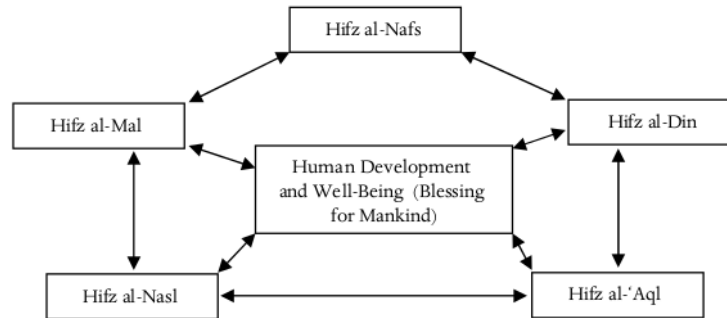 Hifz al-Nafs
Hifz al-Mal
Hifz al-Din
Human Development
and Well-Being (Blessing
for Mankind)
Hifz al-Nasl
Hifz al-‘Aql